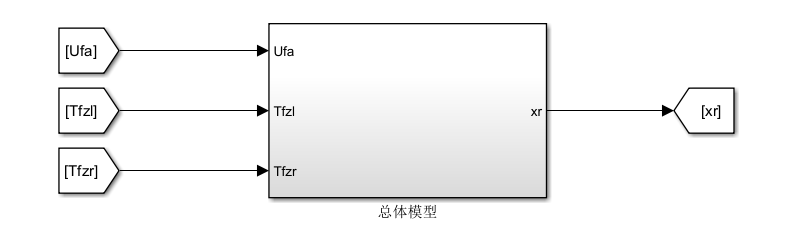 [Ufa]
Ufa
[Tfzl]
Tfzl
xr
[xr]
[Tfzr]
Tfzr
总体模型